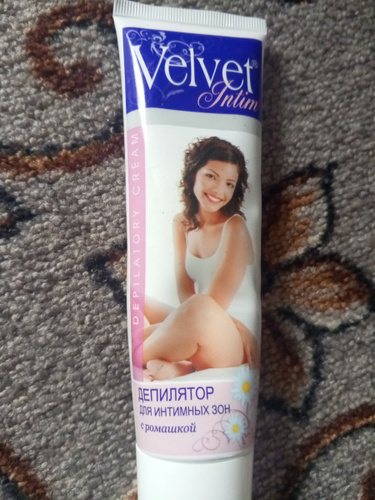 Velvet®
Intim
DEPILATORY CREAM
ДЕПИЛЯТОР
ДЛЯ ИНТИМНЫХ ЗОН
с ромашкой